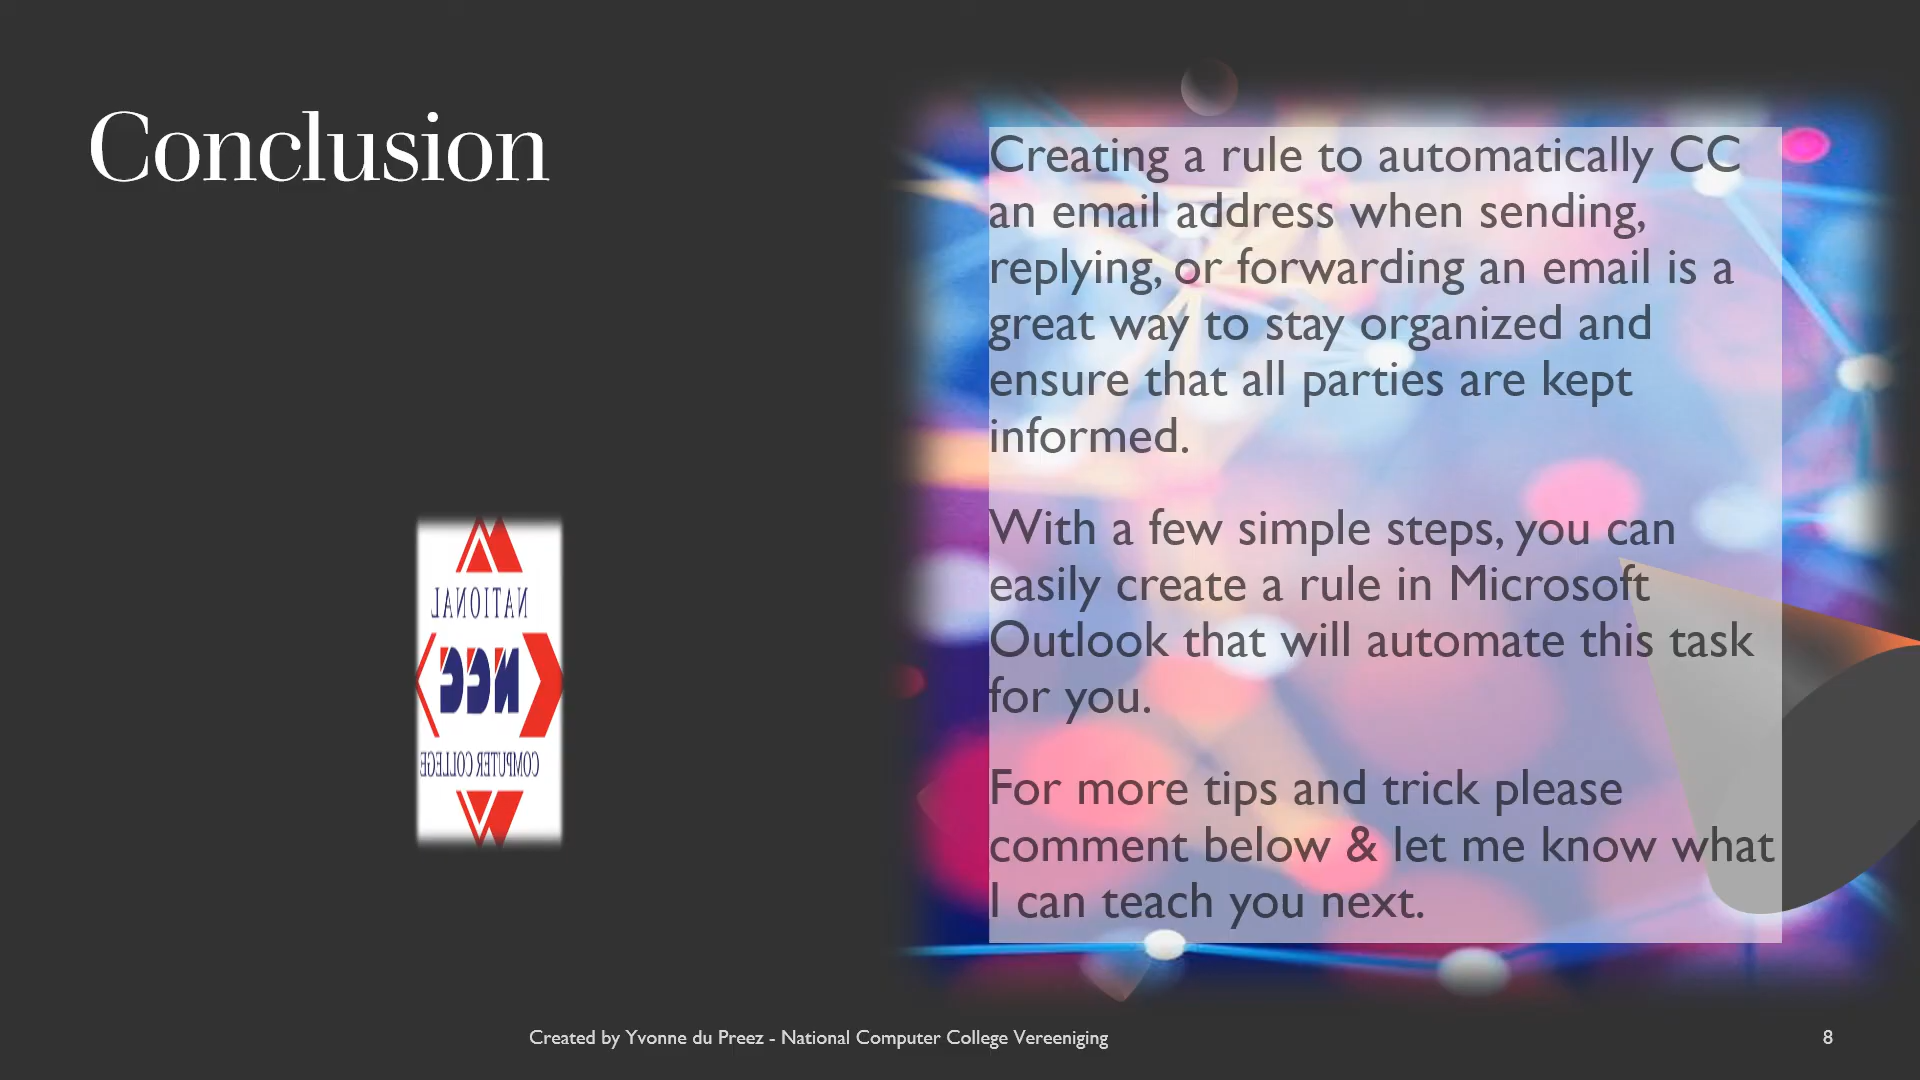 Conclusion
Creating a rule to automatically CC
an email address when sending,
replying, or forwarding an email is a
great way to stay organized and
ensure that all parties are kept
informed.
With a few simple steps, you can
easily create a rule in Microsoft
Outlook that will automate this task
for you.
For more tips and trick please
comment below & let me know what
I can teach you next.
NATIONAL
NCC
COMPUTER COLLEGE
Created by Yvonne du Preez - National Computer College Vereeniging
8